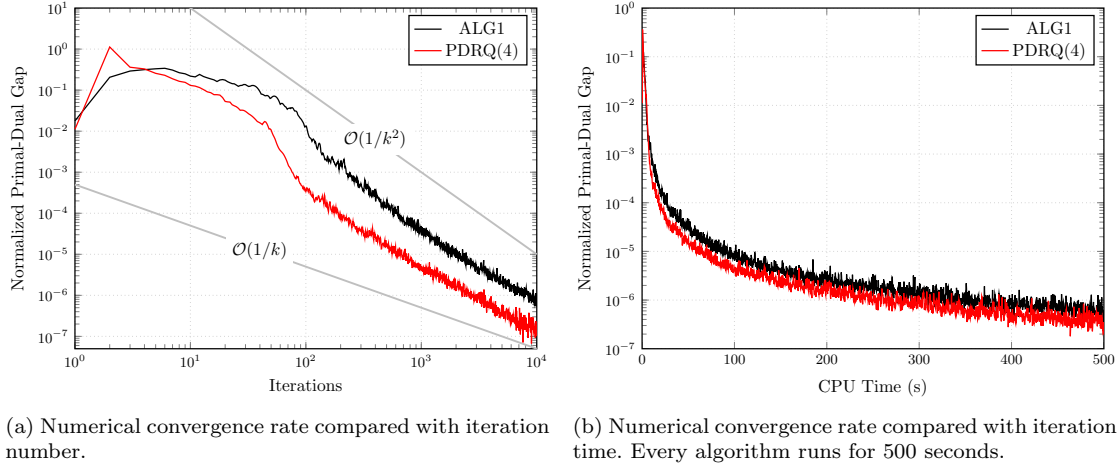 10^1
10^0
10^−1
10^−2
10^−3
10^−4
10^−5
10^−6
10^−7
Normalized Primal-Dual Gap
ALG1
PDRQ(4)
O(1/k^2)
O(1/k)
10^0 10^1 10^2 10^3 10^4
Iterations
(a) Numerical convergence rate compared with iteration
number.
10^0
10^−1
10^−2
10^−3
10^−4
10^−5
10^−6
10^−7
Normalized Primal-Dual Gap
ALG1
PDRQ(4)
0 100 200 300 400 500
CPU Time (s)
(b) Numerical convergence rate compared with iteration
time. Every algorithm runs for 500 seconds.